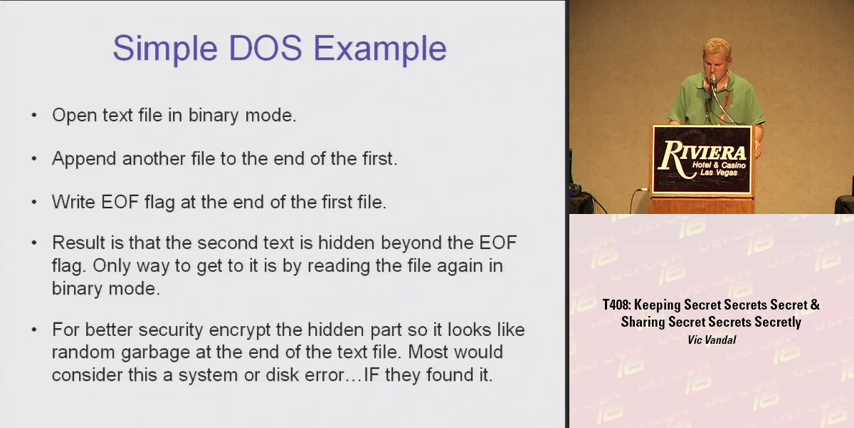 Simple DOS Example
• Open text file in binary mode.
• Append another file to the end of the first.
• Write EOF flag at the end of the first file.
• Result is that the second text is hidden beyond the EOF
flag. Only way to get to it is by reading the file again in
binary mode.
• For better security encrypt the hidden part so it looks like
random garbage at the end of the text file. Most would
consider this a system or disk error…IF they found it.
RIVIERA
Hotel & Casino
Las Vegas
T408: Keeping Secret Secrets Secret &
Sharing Secret Secrets Secretly
Vic Vandal